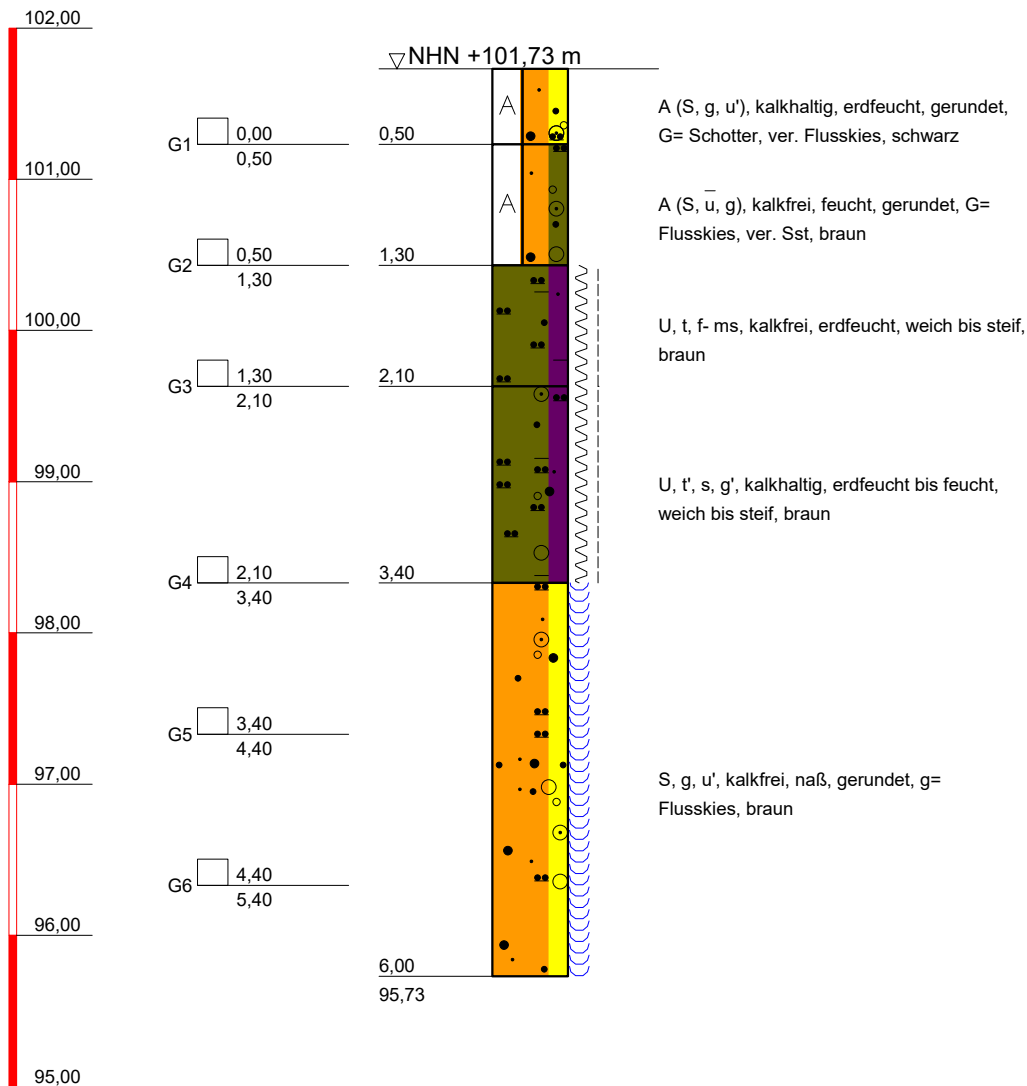 102,00
NHN +101,73 m
A
A (S, g, u'), kalkhaltig, erdfeucht, gerundet,
G= Schotter, ver. Flusskies, schwarz
G1 0,00
0,50
0,50
101,00
A
A (S, u̅, g), kalkfrei, feucht, gerundet, G=
Flusskies, ver. Sst, braun
G2 0,50
1,30
1,30
100,00
U, t, f- ms, kalkfrei, erdfeucht, weich bis steif,
braun
G3 1,30
2,10
2,10
99,00
U, t', s, g', kalkhaltig, erdfeucht bis feucht,
weich bis steif, braun
G4 2,10
3,40
3,40
98,00
G5 3,40
4,40
97,00
S, g, u', kalkfrei, naß, gerundet, g=
Flusskies, braun
G6 4,40
5,40
96,00
6,00
95,73
95,00